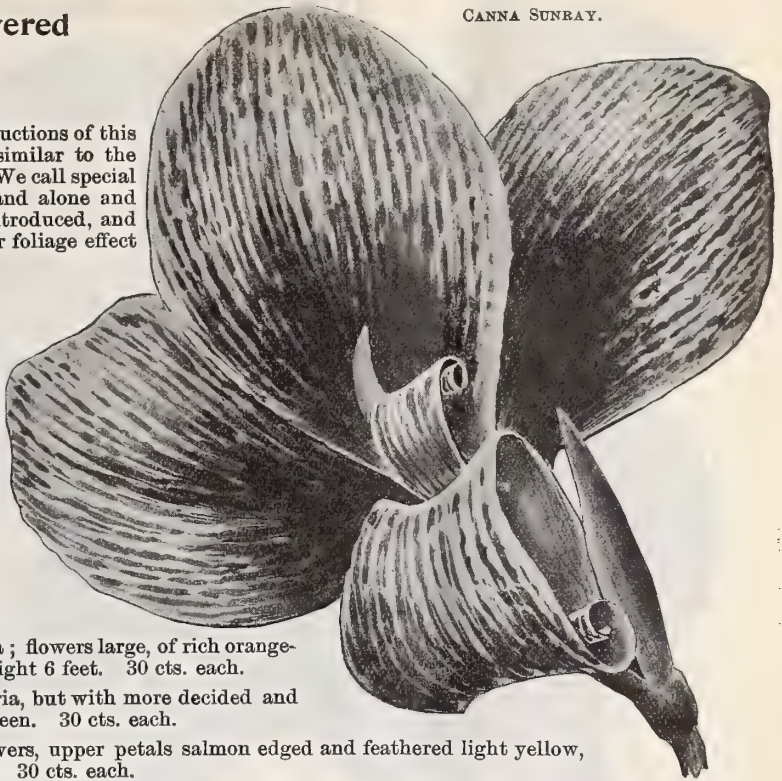 vered
CANNA SUNRAY.
uctions of this
similar to the
We call special
and alone and
troduced, and
r foliage effect
; flowers large, of rich orange-
ight 6 feet. 30 cts. each.
ria, but with more decided and
een. 30 cts. each.
wers, upper petals salmon edged and feathered light yellow,
30 cts. each.